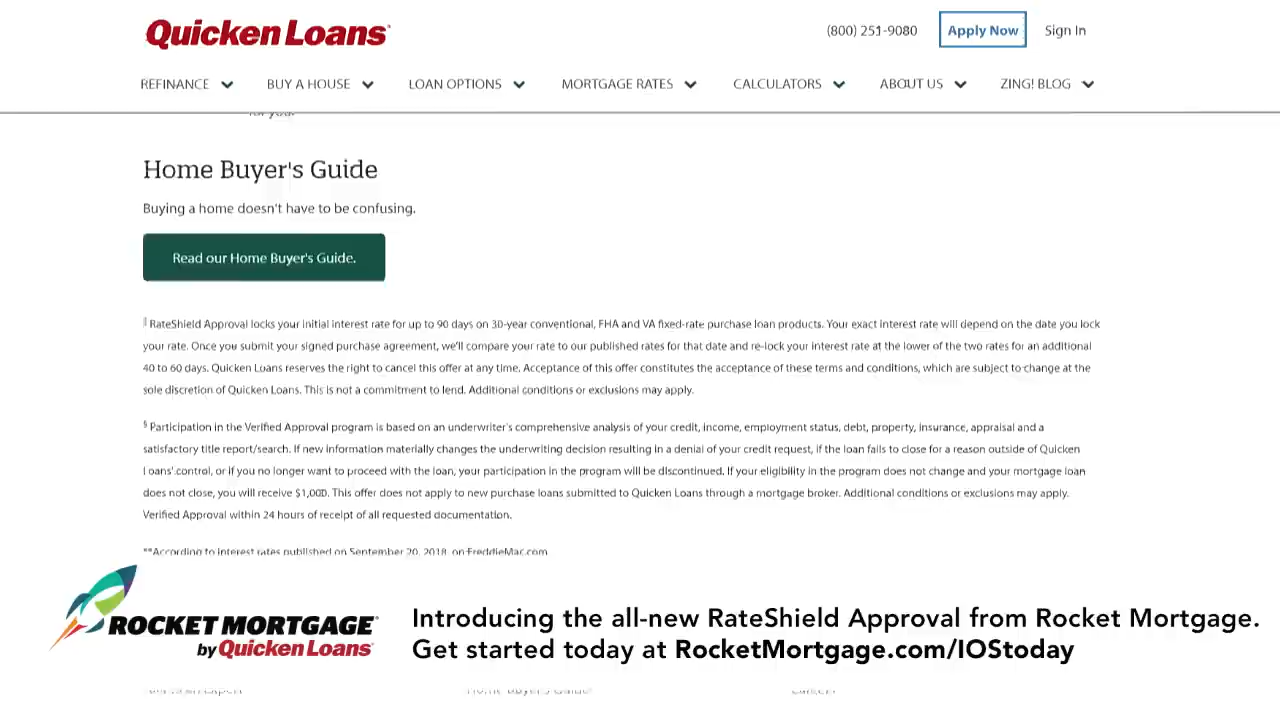 Quicken Loans
(800) 251-9080
Apply Now
Sign In
REFINANCE
BUY A HOUSE
LOAN OPTIONS
MORTGAGE RATES
CALCULATORS
ABOUT US
ZING! BLOG
for you.
Home Buyer's Guide
Buying a home doesn't have to be confusing.
Read our Home Buyer's Guide.
RateShield Approval locks your initial interest rate for up to 90 days on 30-year conventional, FHA and VA fixed-rate purchase loan products. Your exact interest rate will depend on the date you lock
your rate. Once you submit your signed purchase agreement, we'll compare your rate to our published rates for that date and re-lock your interest rate at the lower of the two rates for an additional
40 to 60 days. Quicken Loans reserves the right to cancel this offer at any time. Acceptance of this offer constitutes the acceptance of these terms and conditions, which are subject to change at the
sole discretion of Quicken Loans. This is not a commitment to lend. Additional conditions or exclusions may apply.
§ Participation in the Verified Approval program is based on an underwriter's comprehensive analysis of your credit, income, employment status, debt, property, insurance, appraisal and a
satisfactory title report/search. If new information materially changes the underwriting decision resulting in a denial of your credit request, if the loan fails to close for a reason outside of Quicken
Loans' control, or if you no longer want to proceed with the loan, your participation in the program will be discontinued. If your eligibility in the program does not change and your mortgage loan
does not close, you will receive $1,000. This offer does not apply to new purchase loans submitted to Quicken Loans through a mortgage broker. Additional conditions or exclusions may apply.
Verified Approval within 24 hours of receipt of all requested documentation.
**According to interest rates published on September 20, 2018, on FreddieMac.com
ROCKET MORTGAGE
by Quicken Loans
Introducing the all-new RateShield Approval from Rocket Mortgage.
Get started today at RocketMortgage.com/IOStoday
Home Buyer's Guide